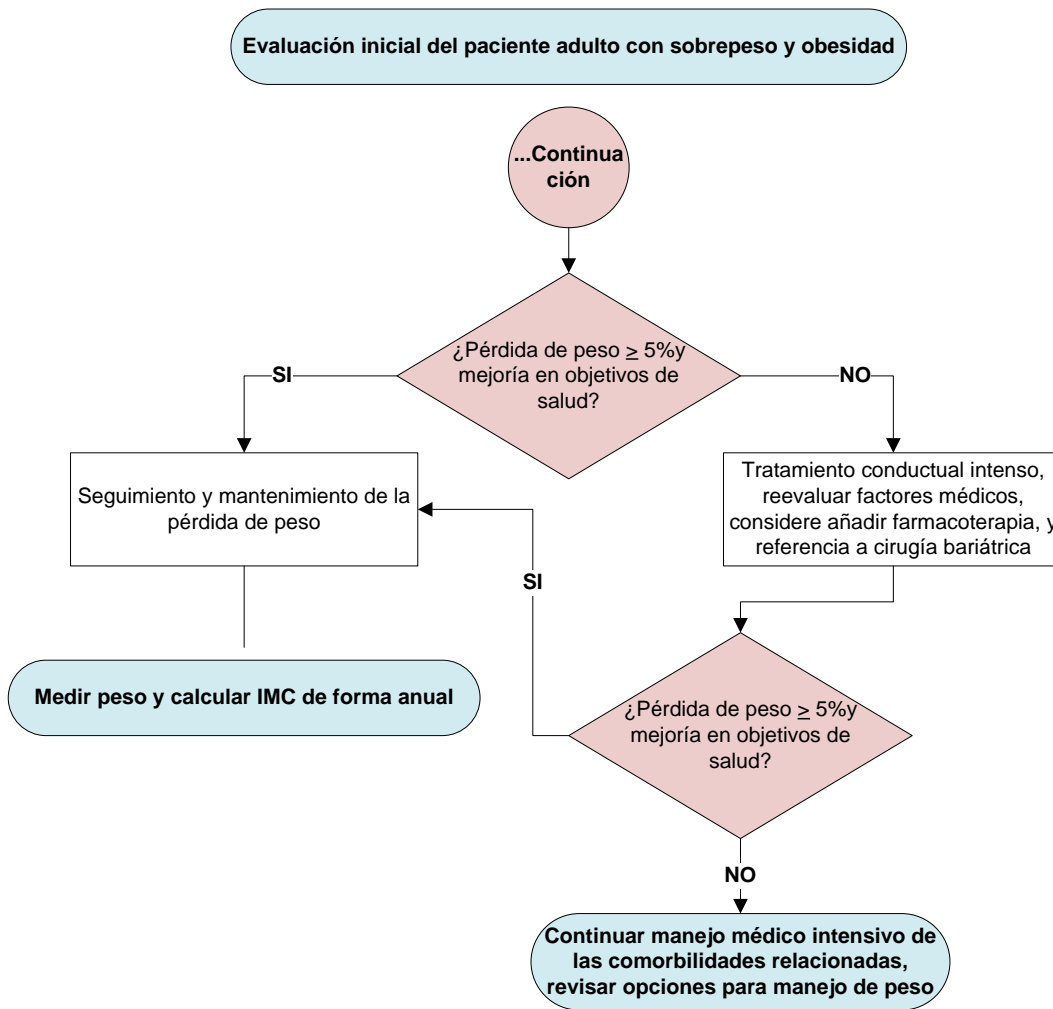 Evaluación inicial del paciente adulto con sobrepeso y obesidad
...Continua
ción
¿Pérdida de peso ≥ 5%y
mejoría en objetivos de
salud?
SI
NO
Seguimiento y mantenimiento de la
pérdida de peso
Tratamiento conductual intenso,
reevaluar factores médicos,
considere añadir farmacoterapia, y
referencia a cirugía bariátrica
SI
Medir peso y calcular IMC de forma anual
¿Pérdida de peso ≥ 5%y
mejoría en objetivos de
salud?
NO
Continuar manejo médico intensivo de
las comorbilidades relacionadas,
revisar opciones para manejo de peso